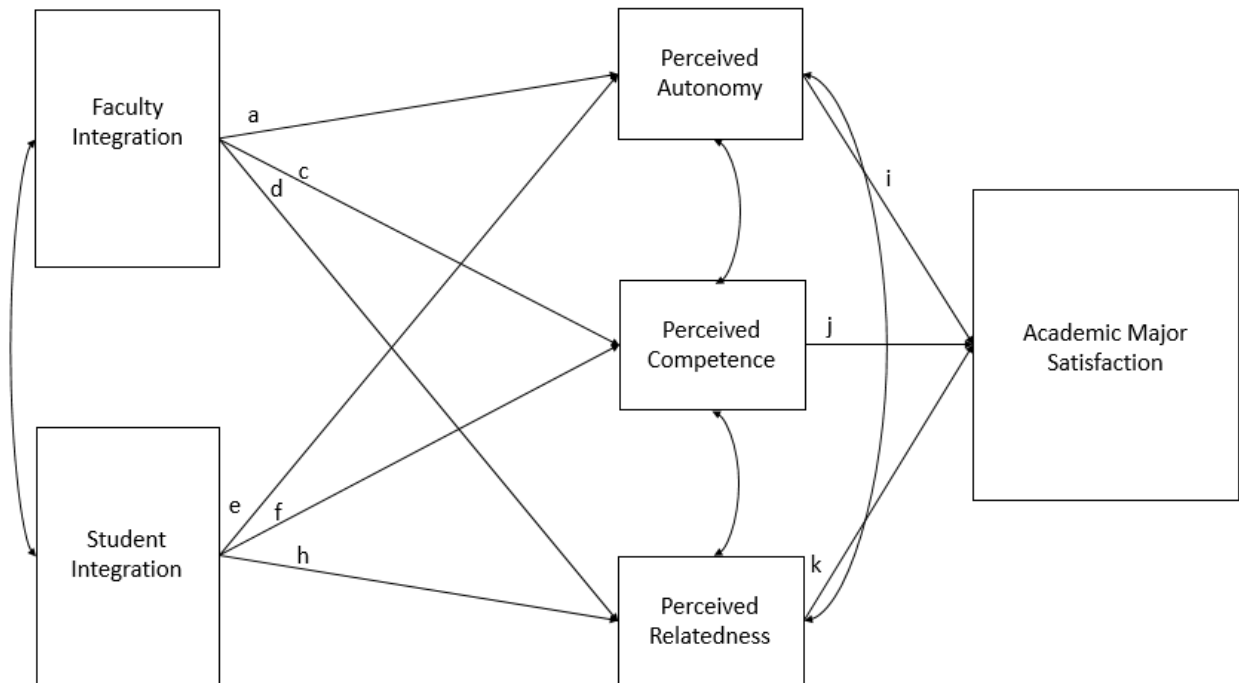 Faculty
Integration
a
c
d
Student
Integration
e
f
h
Perceived
Autonomy
Perceived
Competence
Perceived
Relatedness
i
j
k
Academic Major
Satisfaction